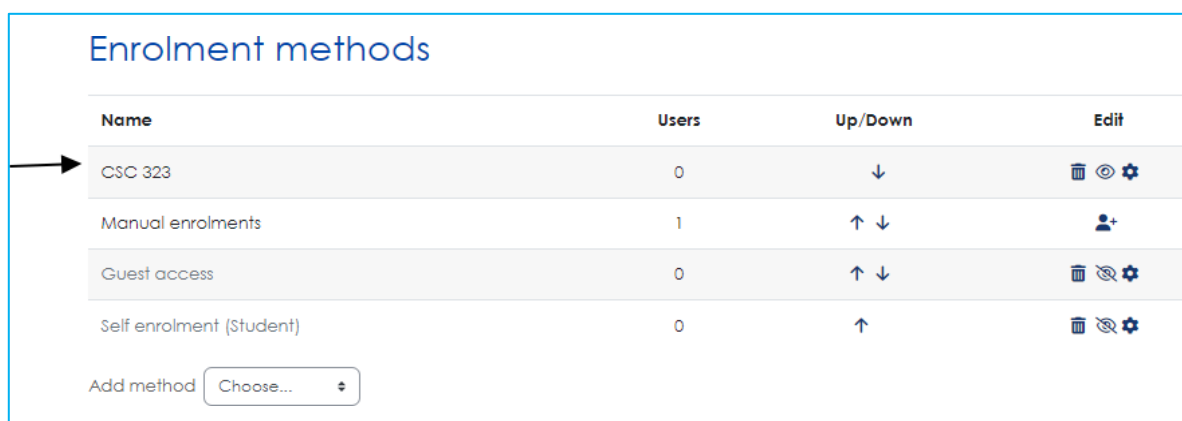 Enrolment methods
Name Users Up/Down Edit
CSC 323 0
Manual enrolments 1
Guest access 0
Self enrolment (Student) 0
Add method Choose...